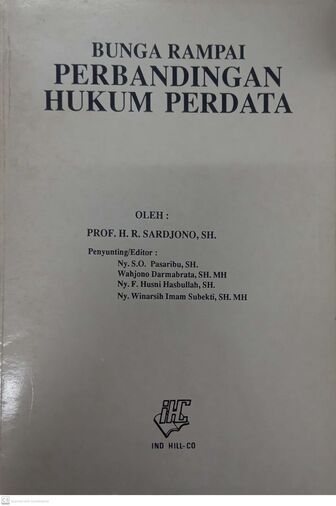 BUNGA RAMPAI
PERBANDINGAN
HUKUM PERDATA
OLEH :
PROF. H. R. SARDJONO, SH.
Penyunting/Editor :
Ny. S.O. Pasaribu, SH.
Wahjono Darmabrata, SH. MH
Ny. F. Husni Hasbullah, SH.
Ny. Winarsih Imam Subekti, SH. MH
IHC
IND HILL-CO